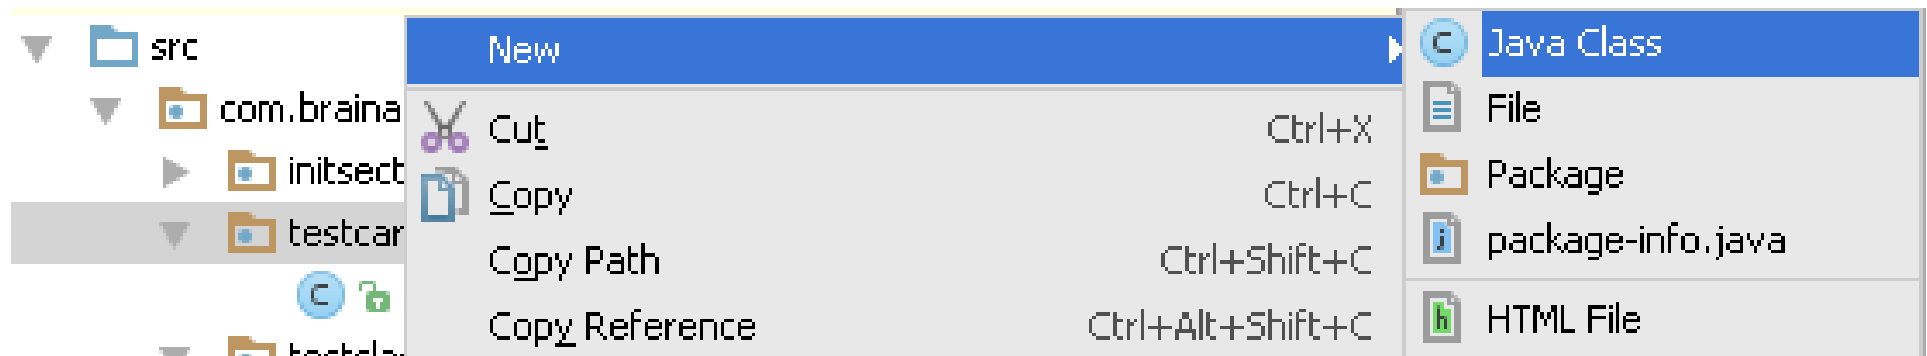 src
com.braina
initsect
testcar
New
Cut Ctrl+X
Copy Ctrl+C
Copy Path Ctrl+Shift+C
Copy Reference Ctrl+Alt+Shift+C
Java Class
File
Package
package-info.java
HTML File